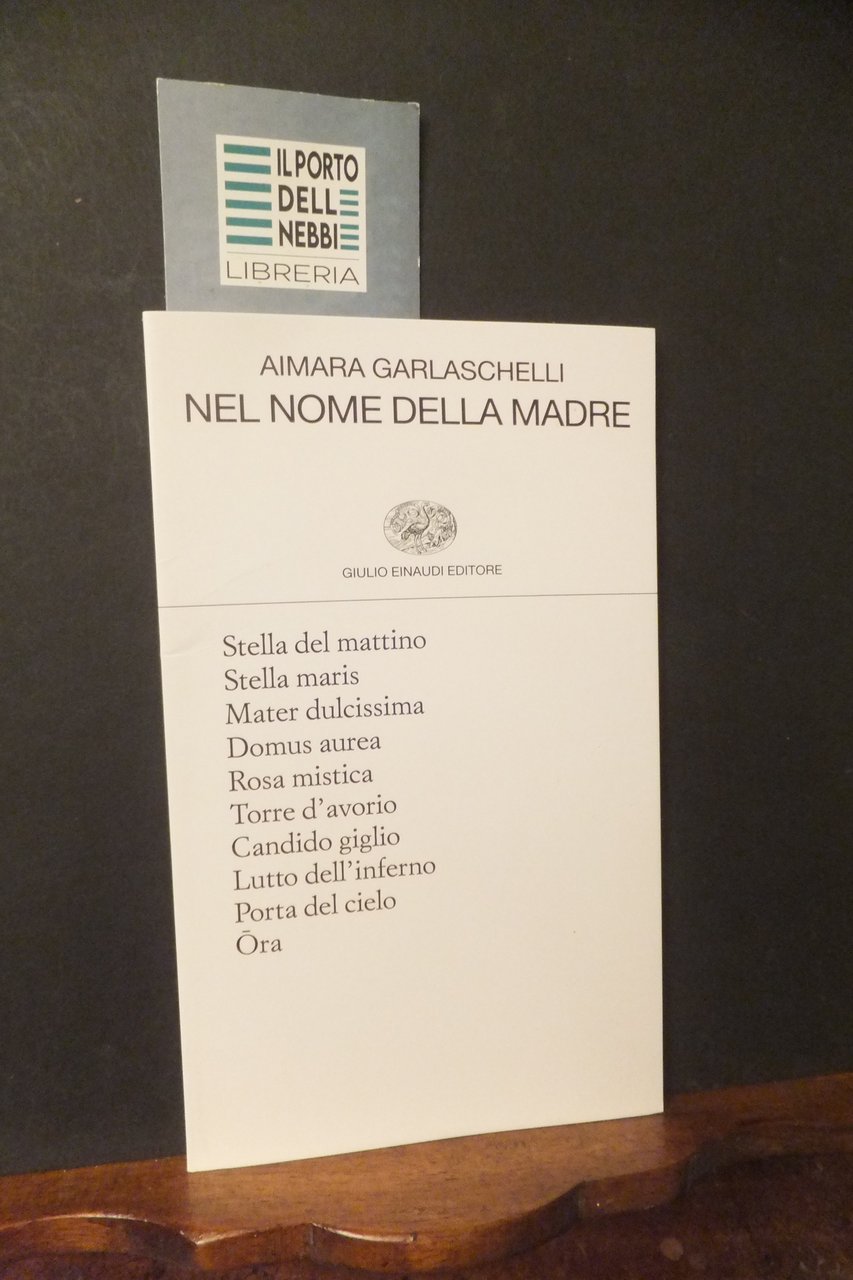 IL PORTO
DELL
NEBBI
LIBRERIA
AIMARA GARLASCHELLI
NEL NOME DELLA MADRE
GIULIO EINAUDI EDITORE
Stella del mattino
Stella maris
Mater dulcissima
Domus aurea
Rosa mistica
Torre d'avorio
Candido giglio
Lutto dell'inferno
Porta del cielo
Ōra